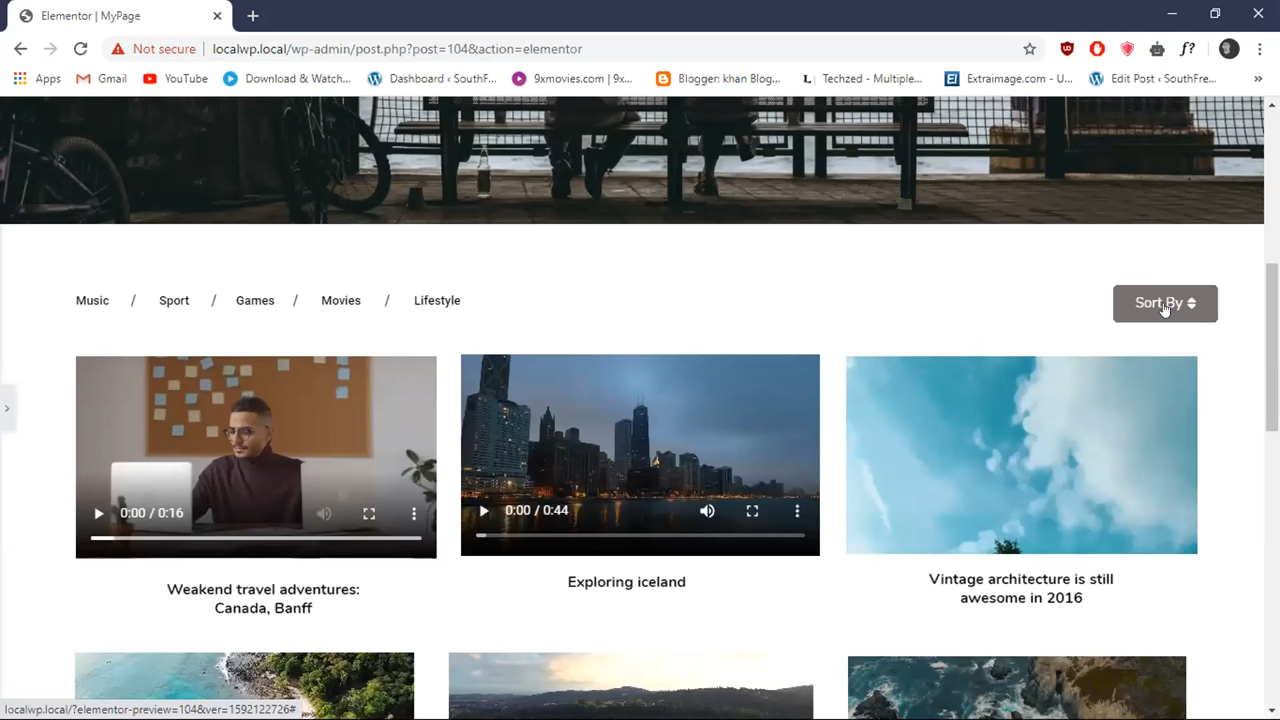 Elementor | MyPage
Not secure
localwp.local/wp-admin/post.php?post=104&action=elementor
f?
Apps
Gmail
YouTube
Download & Watch...
Dashboard ‹ SouthF...
9xmovies.com | 9x...
Blogger: khan Blog...
Techzed - Multiple...
EI
Extraimage.com - U...
Edit Post ‹ SouthFre...
»
Music / Sport / Games / Movies / Lifestyle
Sort By
0:00 / 0:16
0:00 / 0:44
Weakend travel adventures:
Canada, Banff
Exploring iceland
Vintage architecture is still
awesome in 2016
localwp.local/?elementor-preview=104&ver=1592122726#